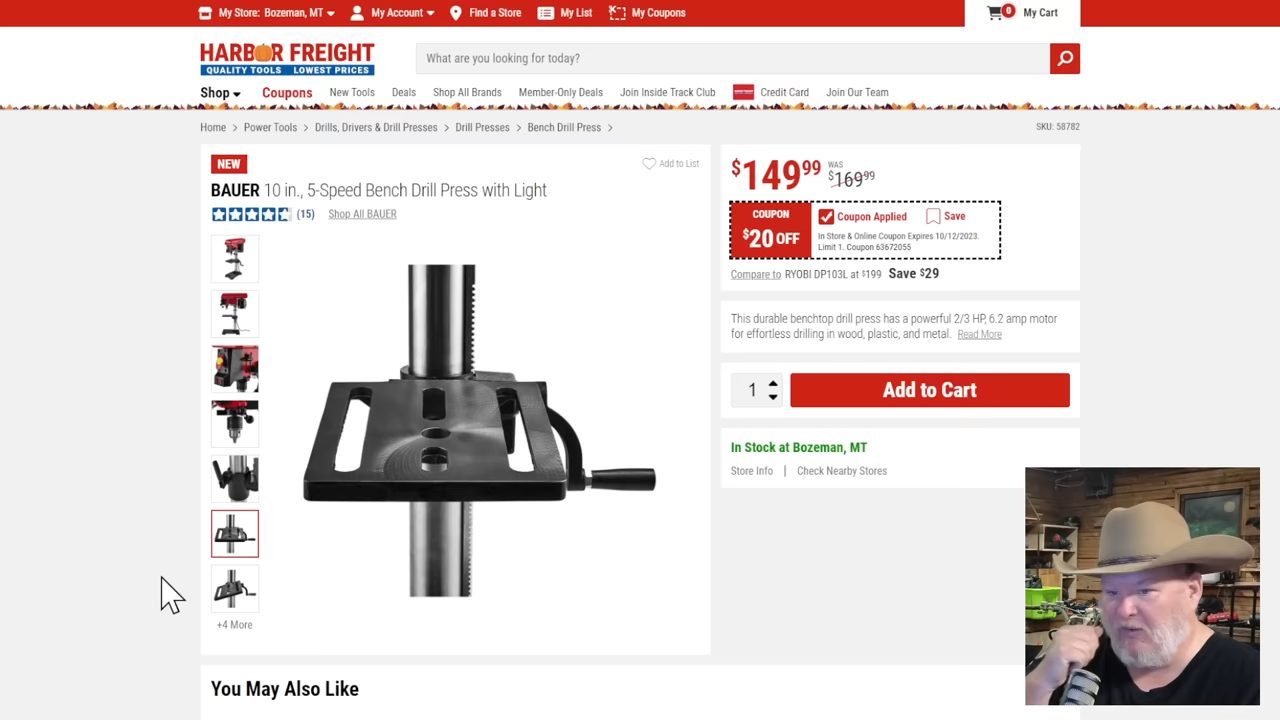 My Store: Bozeman, MT
My Account
Find a Store
My List
My Coupons
0
My Cart
HARBOR FREIGHT
QUALITY TOOLS LOWEST PRICES
What are you looking for today?
Shop
Coupons
New Tools
Deals
Shop All Brands
Member-Only Deals
Join Inside Track Club
Credit Card
Join Our Team
Home > Power Tools > Drills, Drivers & Drill Presses > Drill Presses > Bench Drill Press >
SKU: 58782
NEW
Add to List
BAUER 10 in., 5-Speed Bench Drill Press with Light
(15) Shop All BAUER
+4 More
$149 99
WAS
$169 99
COUPON
$20 OFF
Coupon Applied
Save
In Store & Online Coupon Expires 10/12/2023.
Limit 1. Coupon 63672055
Compare to RYOBI DP103L at $199 Save $29
This durable benchtop drill press has a powerful 2/3 HP, 6.2 amp motor
for effortless drilling in wood, plastic, and metal. Read More
1
Add to Cart
In Stock at Bozeman, MT
Store Info | Check Nearby Stores
You May Also Like